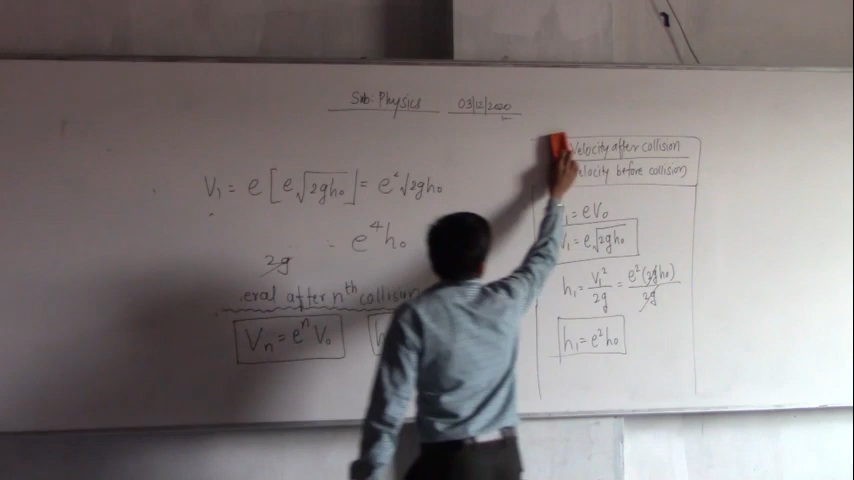 Sub: Physics 03/12/2020
V₁ = e [e√2gh₀] = e²√2gh₀
= e⁴h₀
2g
eral after nth collision
Vₙ = eⁿV₀
h
Velocity after collision
elocity before collision
₁ = eV₀
V₁ = e√2gh₀
h₁ = V₁²/2g = e²(2gh₀)/2g
h₁ = e²h₀